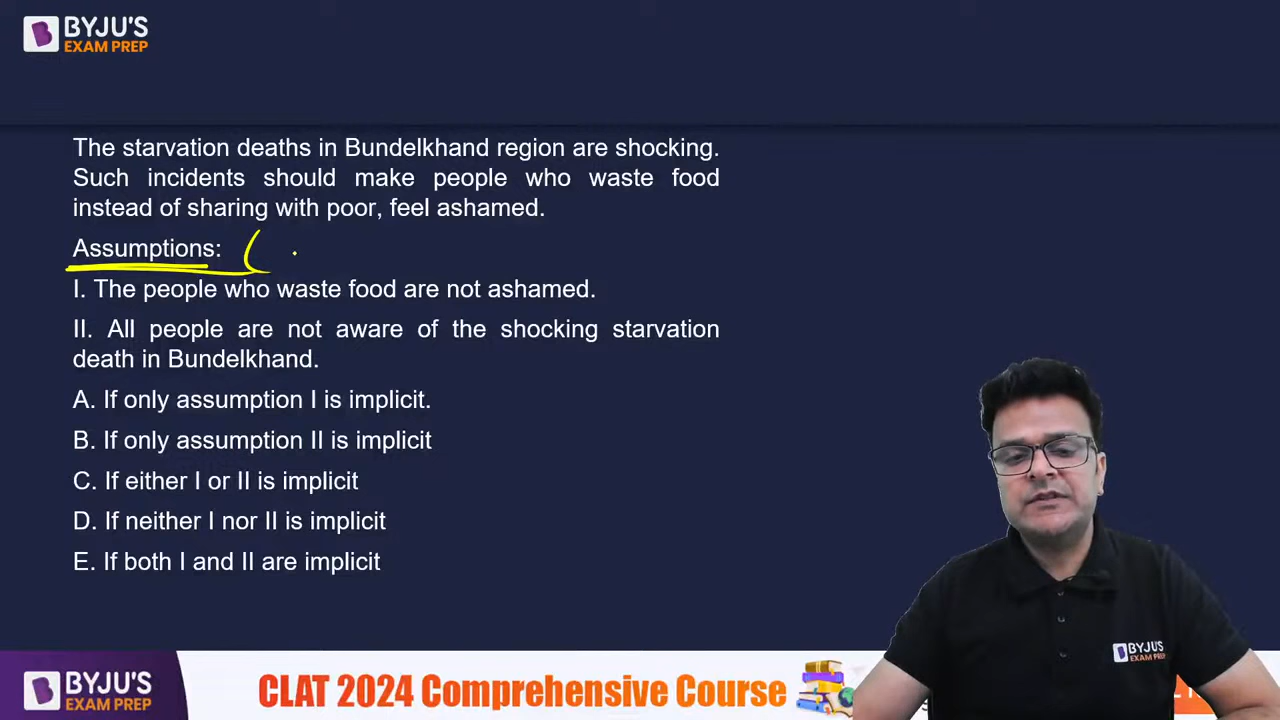 BYJU'S
EXAM PREP
The starvation deaths in Bundelkhand region are shocking.
Such incidents should make people who waste food
instead of sharing with poor, feel ashamed.
Assumptions:
I. The people who waste food are not ashamed.
II. All people are not aware of the shocking starvation
death in Bundelkhand.
A. If only assumption I is implicit.
B. If only assumption II is implicit
C. If either I or II is implicit
D. If neither I nor II is implicit
E. If both I and II are implicit
BYJU'S
EXAM PREP
BYJU'S
EXAM PREP
CLAT 2024 Comprehensive Course